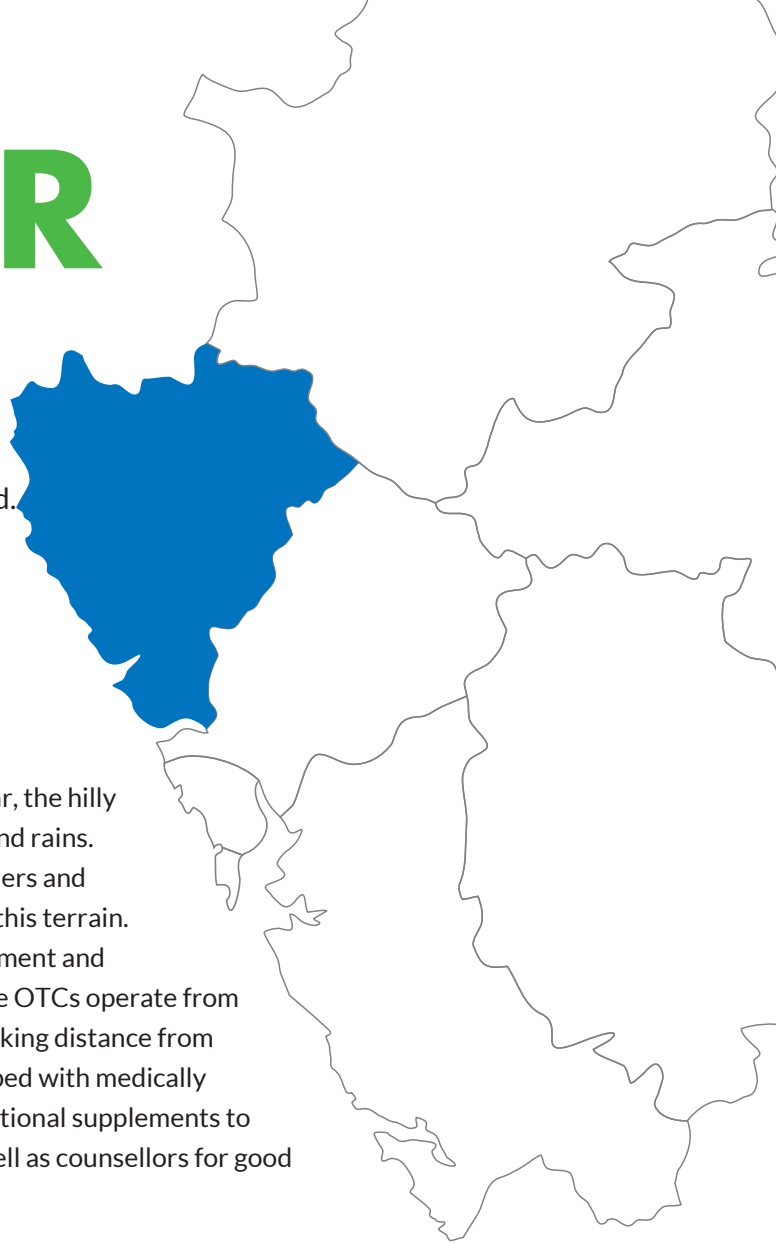 R
d.
r, the hilly
nd rains.
ers and
this terrain.
ment and
e OTCs operate from
king distance from
ped with medically
tional supplements to
ell as counsellors for good